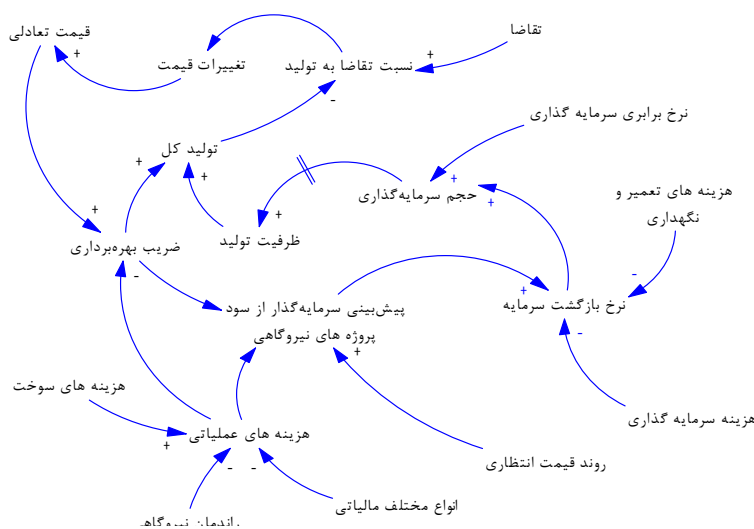 تقاضا
قیمت تعادلی
تغییرات قیمت
نسبت تقاضا به تولید
+
+
-
نرخ برابری سرمایه گذاری
تولید کل
+
+
+
+
حجم سرمایه‌گذاری
هزینه های تعمیر و
نگهداری
+
+
ظرفیت تولید
ضریب بهره‌برداری
-
-
+
پیش‌بینی سرمایه‌گذار از سود
پروژه های نیروگاهی
نرخ بازگشت سرمایه
-
+
هزینه های سوخت
+
هزینه های عملیاتی
هزینه سرمایه گذاری
-
-
روند قیمت انتظاری
انواع مختلف مالیاتی
راندمان نیروگاهی